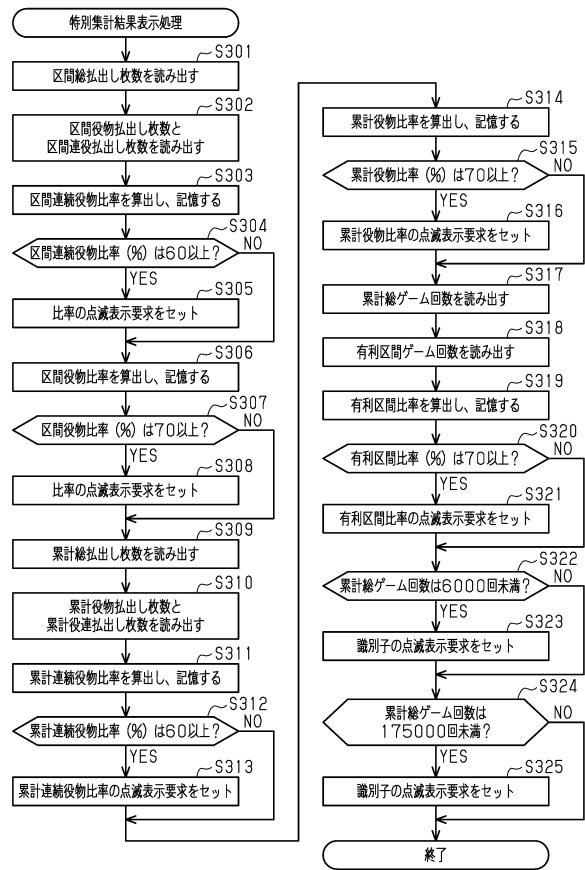 特別集計結果表示処理
S301
区間総払出し枚数を読み出す
S302
区間役物払出し枚数と
区間連役払出し枚数を読み出す
S303
区間連続役物比率を算出し、記憶する
S304
区間連続役物比率(%)は60以上?
NO
YES
S305
比率の点滅表示要求をセット
S306
区間役物比率を算出し、記憶する
S307
区間役物比率(%)は70以上?
NO
YES
S308
比率の点滅表示要求をセット
S309
累計総払出し枚数を読み出す
S310
累計役物払出し枚数と
累計役連払出し枚数を読み出す
S311
累計連続役物比率を算出し、記憶する
S312
累計連続役物比率(%)は60以上?
NO
YES
S313
累計連続役物比率の点滅表示要求をセット
S314
累計役物比率を算出し、記憶する
S315
累計役物比率(%)は70以上?
NO
YES
S316
累計役物比率の点滅表示要求をセット
S317
累計総ゲーム回数を読み出す
S318
有利区間ゲーム回数を読み出す
S319
有利区間比率を算出し、記憶する
S320
有利区間比率(%)は70以上?
NO
YES
S321
有利区間比率の点滅表示要求をセット
S322
累計総ゲーム回数は6000回未満?
NO
YES
S323
識別子の点滅表示要求をセット
S324
累計総ゲーム回数は
175000回未満?
NO
YES
S325
識別子の点滅表示要求をセット
終了